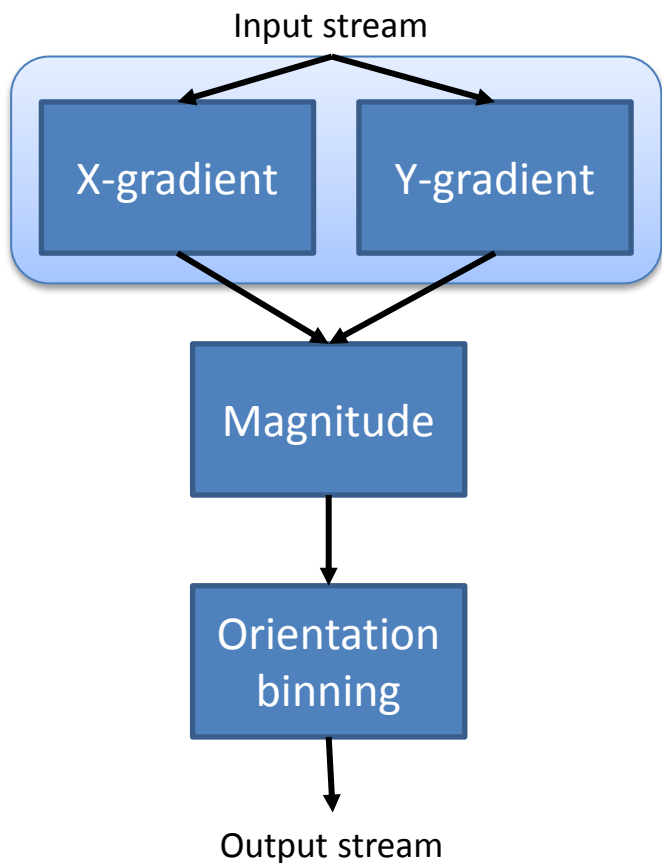 Input stream
X-gradient
Y-gradient
Magnitude
Orientation
binning
Output stream